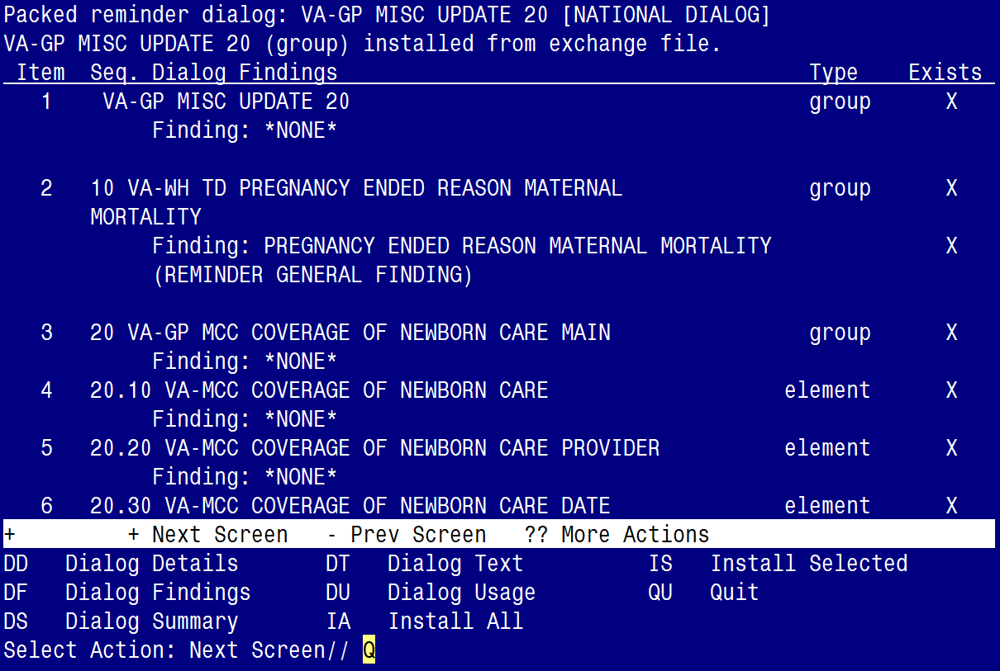 Packed reminder dialog: VA-GP MISC UPDATE 20 [NATIONAL DIALOG]
VA-GP MISC UPDATE 20 (group) installed from exchange file.
Item Seq. Dialog Findings Type Exists
1 VA-GP MISC UPDATE 20 group X
Finding: *NONE*
2 10 VA-WH TD PREGNANCY ENDED REASON MATERNAL group X
MORTALITY
Finding: PREGNANCY ENDED REASON MATERNAL MORTALITY X
(REMINDER GENERAL FINDING)
3 20 VA-GP MCC COVERAGE OF NEWBORN CARE MAIN group X
Finding: *NONE*
4 20.10 VA-MCC COVERAGE OF NEWBORN CARE element X
Finding: *NONE*
5 20.20 VA-MCC COVERAGE OF NEWBORN CARE PROVIDER element X
Finding: *NONE*
6 20.30 VA-MCC COVERAGE OF NEWBORN CARE DATE element X
+ + Next Screen - Prev Screen ?? More Actions
DD Dialog Details DT Dialog Text IS Install Selected
DF Dialog Findings DU Dialog Usage QU Quit
DS Dialog Summary IA Install All
Select Action: Next Screen// Q